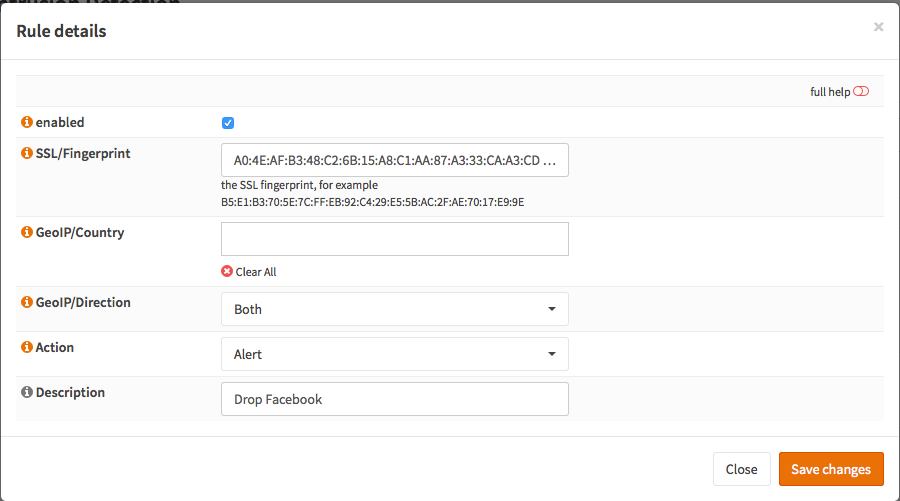 Rule details
×
full help
enabled
SSL/Fingerprint
A0:4E:AF:B3:48:C2:6B:15:A8:C1:AA:87:A3:33:CA:A3:CD ...
the SSL fingerprint, for example
B5:E1:B3:70:5E:7C:FF:EB:92:C4:29:E5:5B:AC:2F:AE:70:17:E9:9E
GeoIP/Country
Clear All
GeoIP/Direction
Both
Action
Alert
Description
Drop Facebook
Close
Save changes